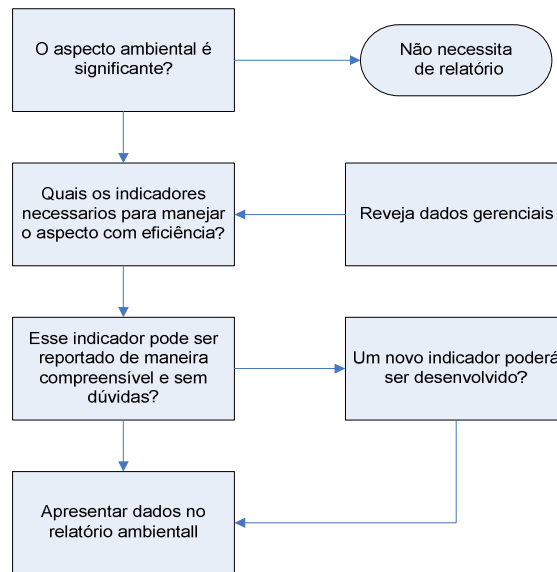 O aspecto ambiental é
significante?
Não necessita
de relatório
Quais os indicadores
necessarios para manejar
o aspecto com eficiência?
Reveja dados gerenciais
Esse indicador pode ser
reportado de maneira
compreensível e sem
dúvidas?
Um novo indicador poderá
ser desenvolvido?
Apresentar dados no
relatório ambientall